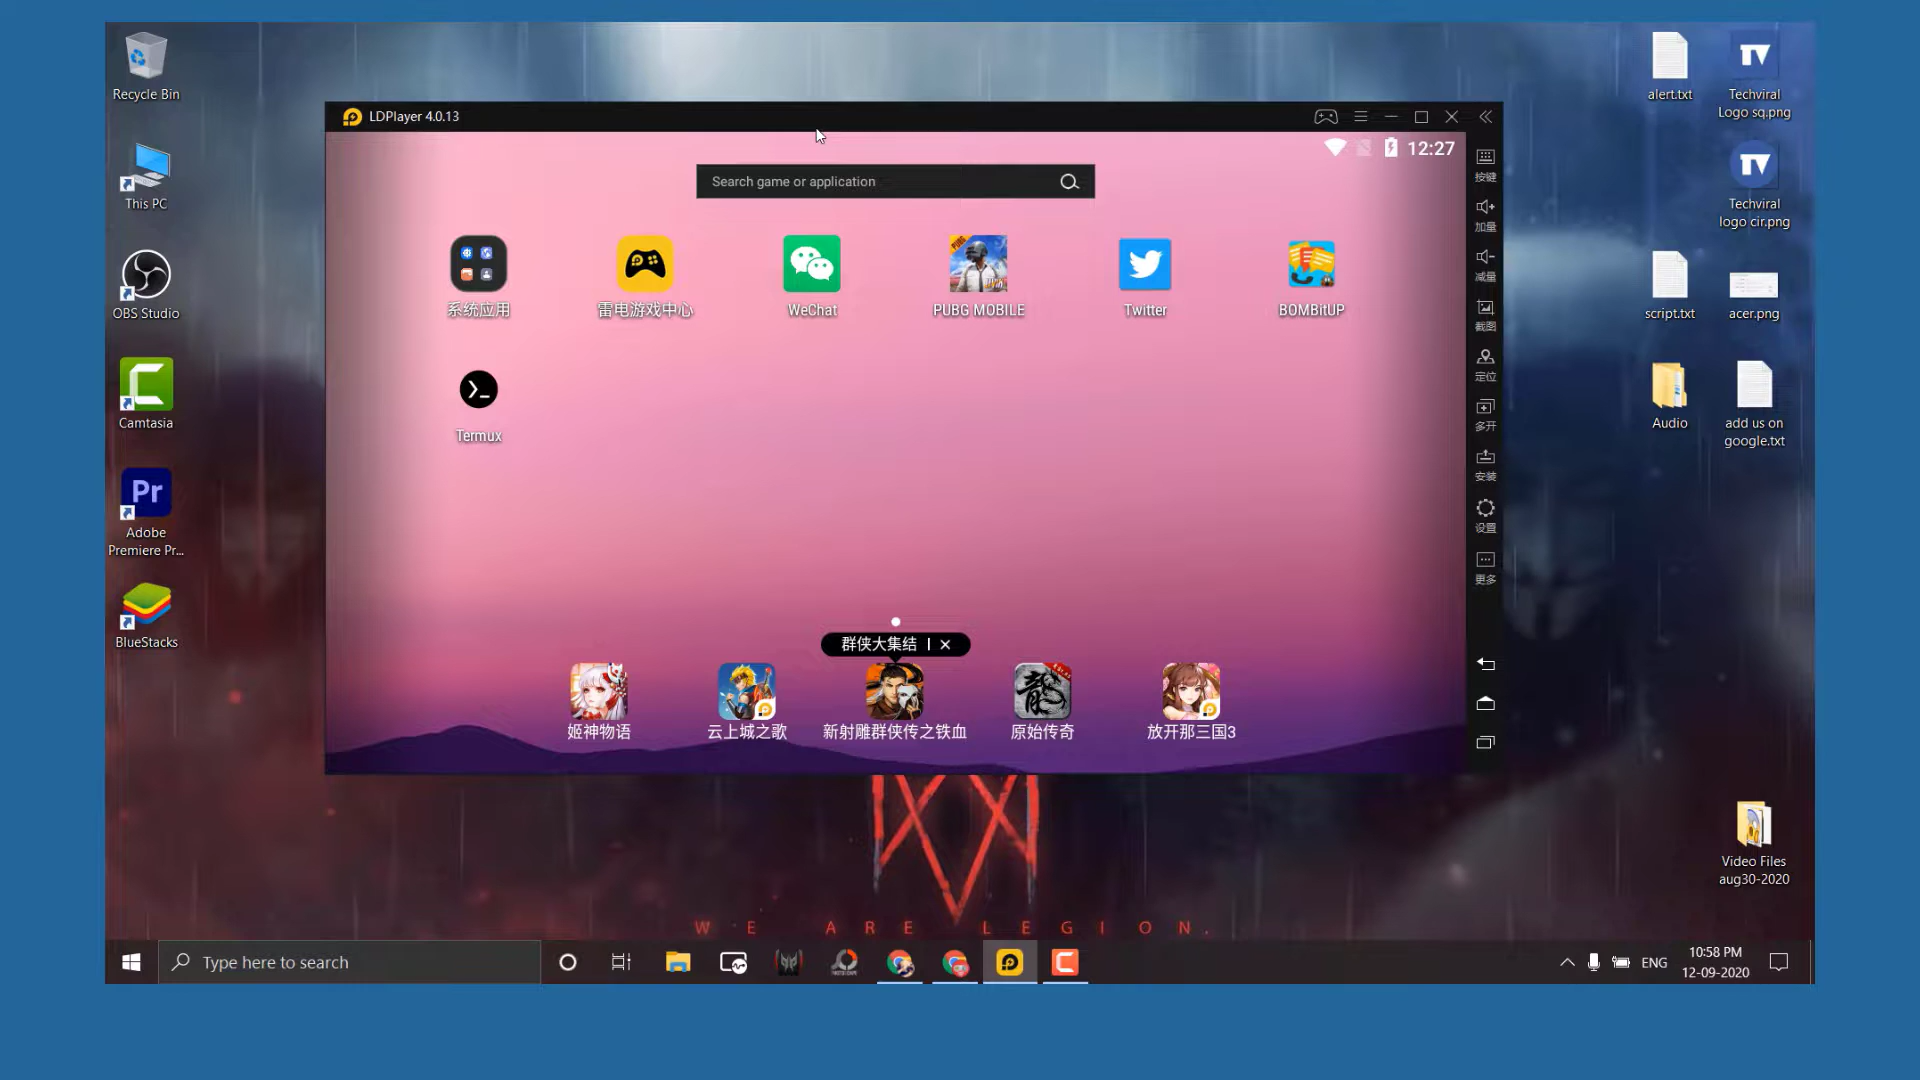 Recycle Bin
This PC
OBS Studio
Camtasia
Pr
Adobe
Premiere Pr...
BlueStacks
LDPlayer 4.0.13
12:27
Search game or application
系统应用
雷电游戏中心
WeChat
PUBG MOBILE
Twitter
BOMBitUP
Termux
群侠大集结
姬神物语
云上城之歌
新射雕群侠传之铁血
原始传奇
放开那三国3
按键
加量
减量
截图
定位
多开
安装
设置
更多
alert.txt
Techviral
Logo sq.png
Techviral
logo cir.png
script.txt
acer.png
Audio
add us on
google.txt
Video Files
aug30-2020
WE ARE LEGION.
Type here to search
ENG
10:58 PM
12-09-2020